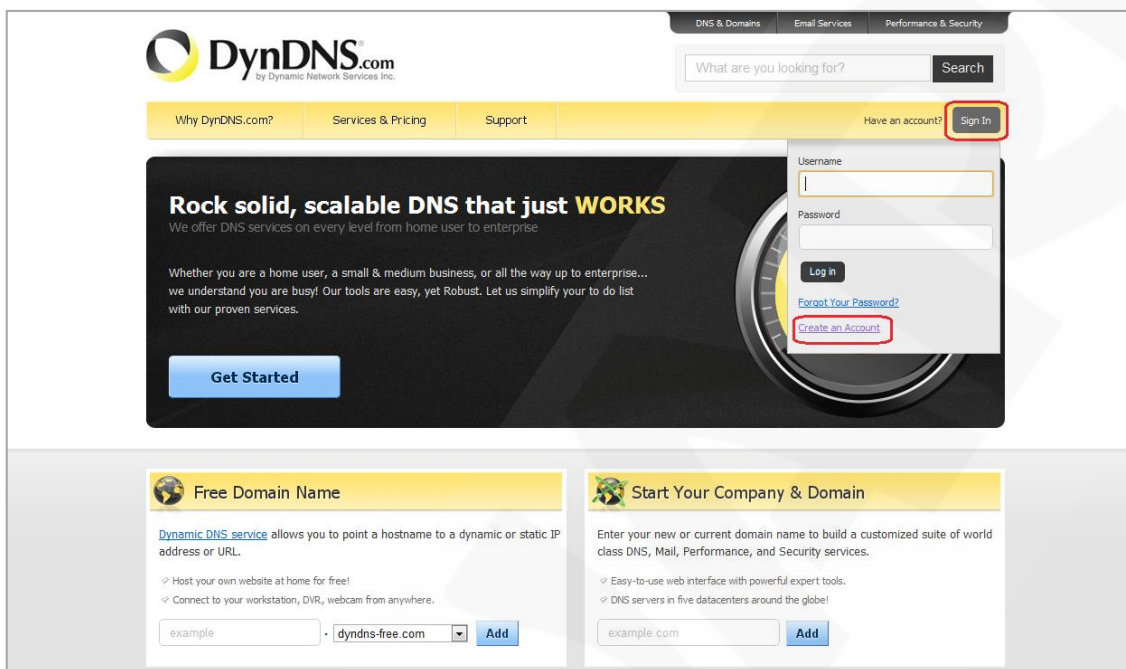 DNS & Domains Email Services Performance & Security
DynDNS.com
by Dynamic Network Services Inc.
What are you looking for? Search
Why DynDNS.com? Services & Pricing Support Have an account? Sign In
Username
Password
Log in
Forgot Your Password?
Create an Account
Rock solid, scalable DNS that just WORKS
We offer DNS services on every level from home user to enterprise
Whether you are a home user, a small & medium business, or all the way up to enterprise...
we understand you are busy! Our tools are easy, yet Robust. Let us simplify your to do list
with our proven services.
Get Started
Free Domain Name
Dynamic DNS service allows you to point a hostname to a dynamic or static IP
address or URL.
Host your own website at home for free!
Connect to your workstation, DVR, webcam from anywhere.
example . dyndns-free.com Add
Start Your Company & Domain
Enter your new or current domain name to build a customized suite of world
class DNS, Mail, Performance, and Security services.
Easy-to-use web interface with powerful expert tools.
DNS servers in five datacenters around the globe!
example.com Add